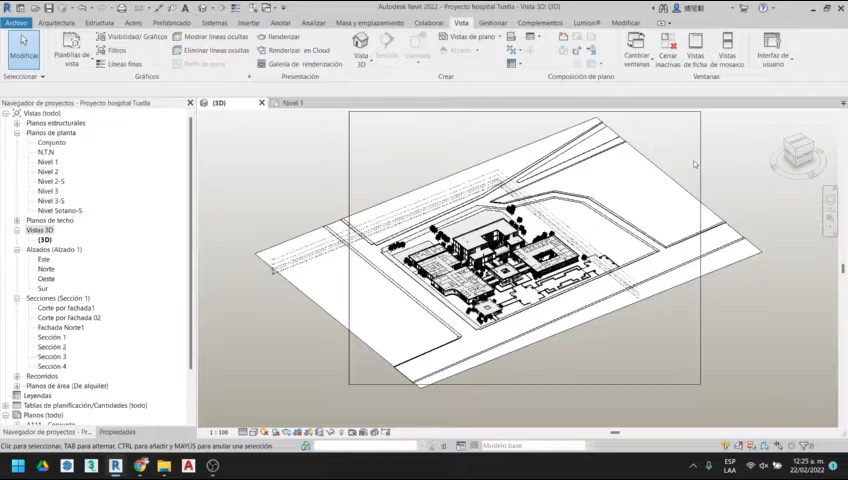 Autodesk Revit 2022 - Proyecto hospital Tuxtla - Vista 3D: {3D}
Archivo Arquitectura Estructura Acero Prefabricado Sistemas Insertar Anotar Analizar Masa y emplazamiento Colaborar Vista Gestionar Complementos Lumion® Modificar
Modificar
Plantillas de vista
Visibilidad/ Gráficos
Filtros
Líneas finas
Mostrar líneas ocultas
Eliminar líneas ocultas
Perfil de corte
Renderizar
Renderizar en Cloud
Galería de renderización
Vista 3D
Sección
Llamada
Vistas de plano
Alzado
Cambiar ventanas
Cerrar inactivas
Vistas de ficha
Vistas de mosaico
Interfaz de usuario
Seleccionar Gráficos Presentación Crear Composición de plano Ventanas
Navegador de proyectos - Proyecto hospital Tuxtla
{3D}
Nivel 1
Vistas (todo)
Planos estructurales
Planos de planta
Conjunto
N.T.N
Nivel 1
Nivel 2
Nivel 2-S
Nivel 3
Nivel 3-S
Nivel Sotano-S
Planos de techo
Vistas 3D
{3D}
Alzados (Alzado 1)
Este
Norte
Oeste
Sur
Secciones (Sección 1)
Corte por fachada1
Corte por Fachada 02
Fachada Norte1
Sección 1
Sección 2
Sección 3
Sección 4
Recorridos
Planos de área (De alquiler)
Leyendas
Tablas de planificación/Cantidades (todo)
Planos (todo)
A111 - Conjunto
Navegador de proyectos - Pr... Propiedades
1 : 100
Clic para seleccionar, TAB para alternar, CTRL para añadir y MAYÚS para anular una selección.
:0
Modelo base
:0
ESP
LAA
12:25 a. m.
22/02/2022